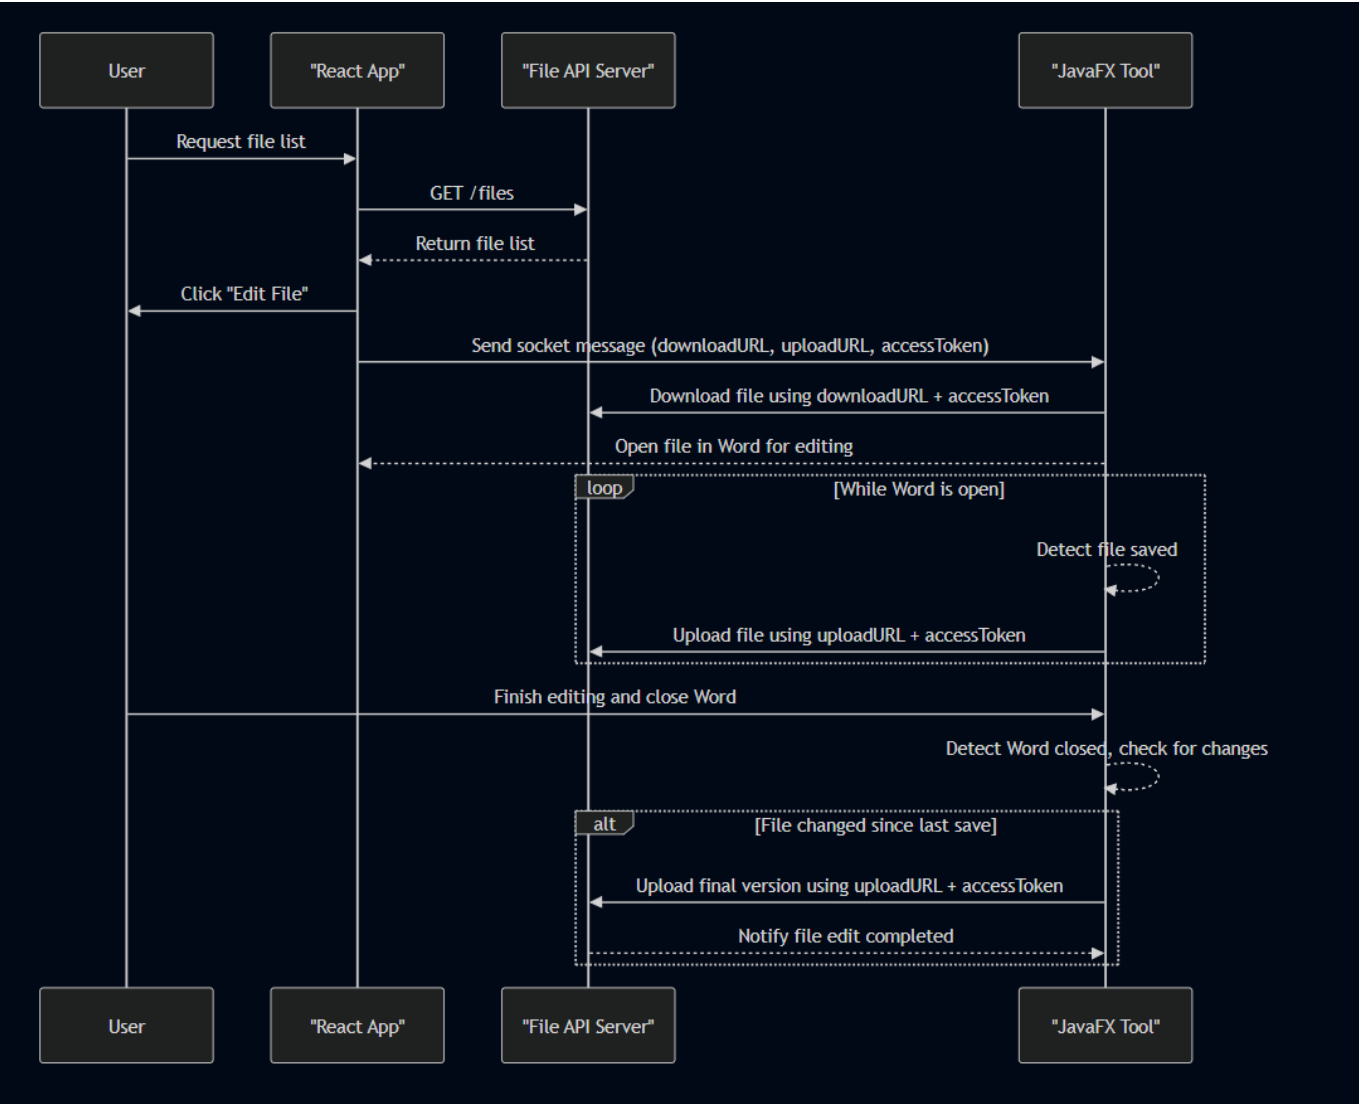 User
"React App"
"File API Server"
"JavaFX Tool"
Request file list
GET /files
Return file list
Click "Edit File"
Send socket message (downloadURL, uploadURL, accessToken)
Download file using downloadURL + accessToken
Open file in Word for editing
loop
[While Word is open]
Detect file saved
Upload file using uploadURL + accessToken
Finish editing and close Word
Detect Word closed, check for changes
alt
[File changed since last save]
Upload final version using uploadURL + accessToken
Notify file edit completed
User
"React App"
"File API Server"
"JavaFX Tool"